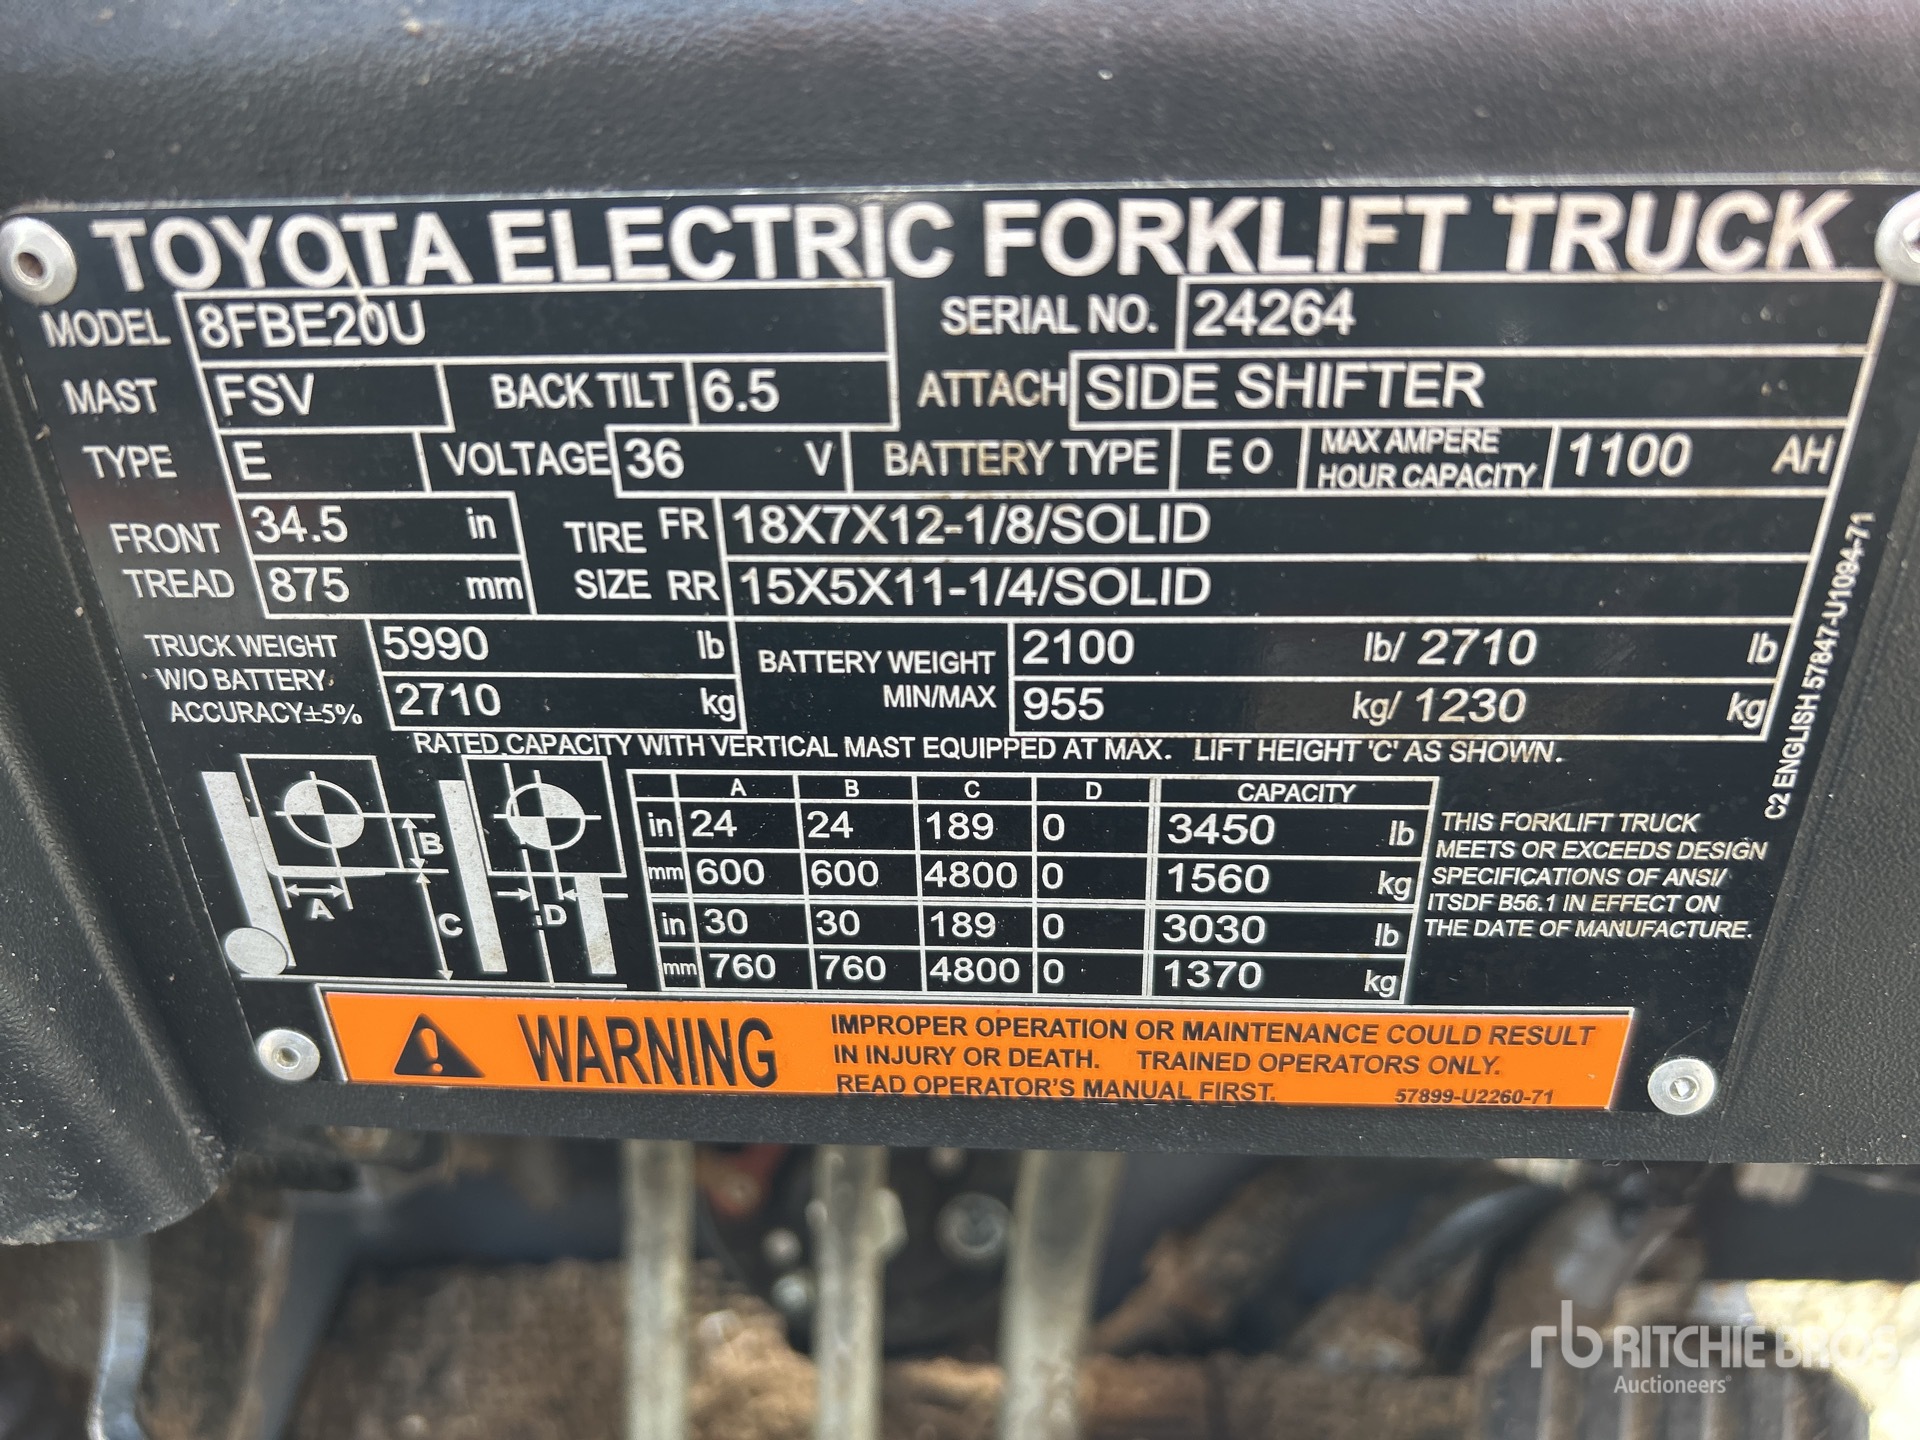 TOYOTA ELECTRIC FORKLIFT TRUCK
MODEL 8FBE20U SERIAL NO. 24264
MAST FSV BACK TILT 6.5 ATTACH SIDE SHIFTER
TYPE E VOLTAGE 36 V BATTERY TYPE E O MAX AMPERE HOUR CAPACITY 1100 AH
FRONT TREAD 34.5 in TIRE SIZE FR 18X7X12-1/8/SOLID
875 mm RR 15X5X11-1/4/SOLID
TRUCK WEIGHT 5990 lb BATTERY WEIGHT 2100 lb/ 2710 lb
W/O BATTERY
ACCURACY±5% 2710 kg MIN/MAX 955 kg/ 1230 kg
RATED CAPACITY WITH VERTICAL MAST EQUIPPED AT MAX. LIFT HEIGHT 'C' AS SHOWN.
A B C D CAPACITY
in 24 24 189 0 3450 lb
mm 600 600 4800 0 1560 kg
in 30 30 189 0 3030 lb
mm 760 760 4800 0 1370 kg
A B C D
THIS FORKLIFT TRUCK
MEETS OR EXCEEDS DESIGN
SPECIFICATIONS OF ANSI/
ITSDF B56.1 IN EFFECT ON
THE DATE OF MANUFACTURE.
C2 ENGLISH 57847-U1094-71
WARNING
IMPROPER OPERATION OR MAINTENANCE COULD RESULT
IN INJURY OR DEATH. TRAINED OPERATORS ONLY.
READ OPERATOR'S MANUAL FIRST. 57899-U2260-71
rb RITCHIE BROS
Auctioneers